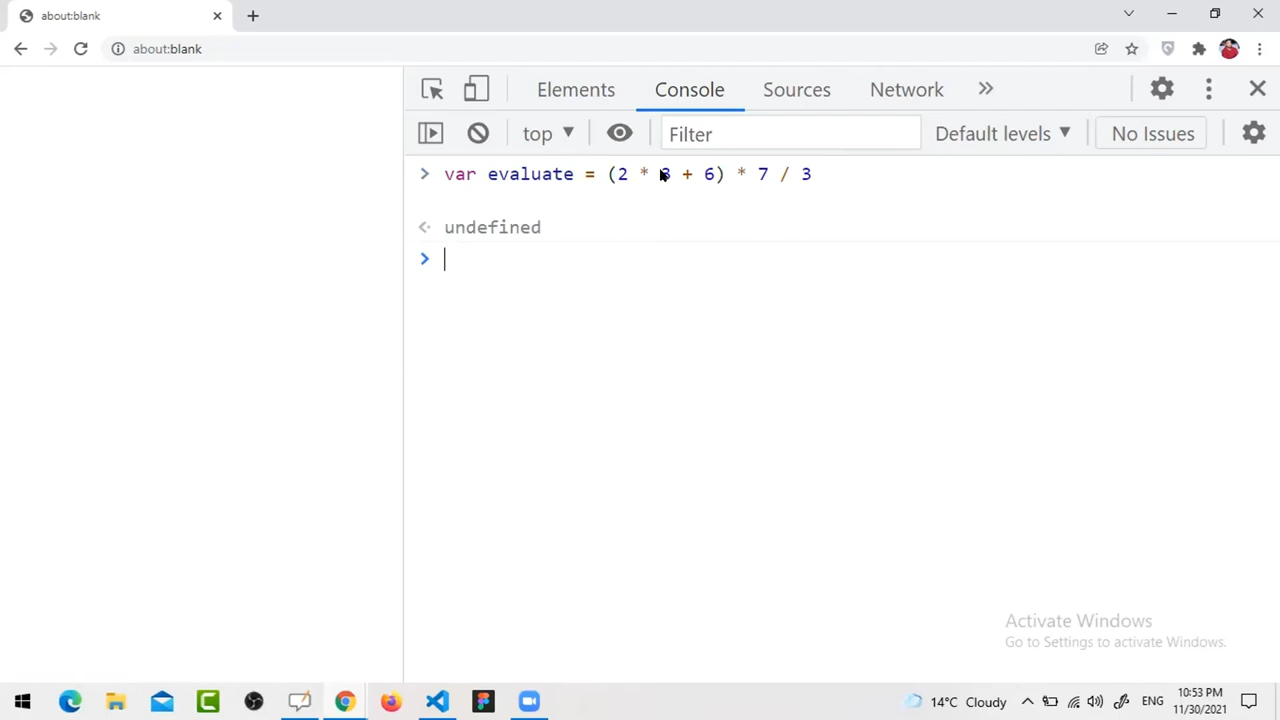 about:blank
about:blank
Elements Console Sources Network
top Filter Default levels No Issues
var evaluate = (2 * 3 + 6) * 7 / 3
undefined
Activate Windows
Go to Settings to activate Windows.
14°C Cloudy ENG 10:53 PM
11/30/2021